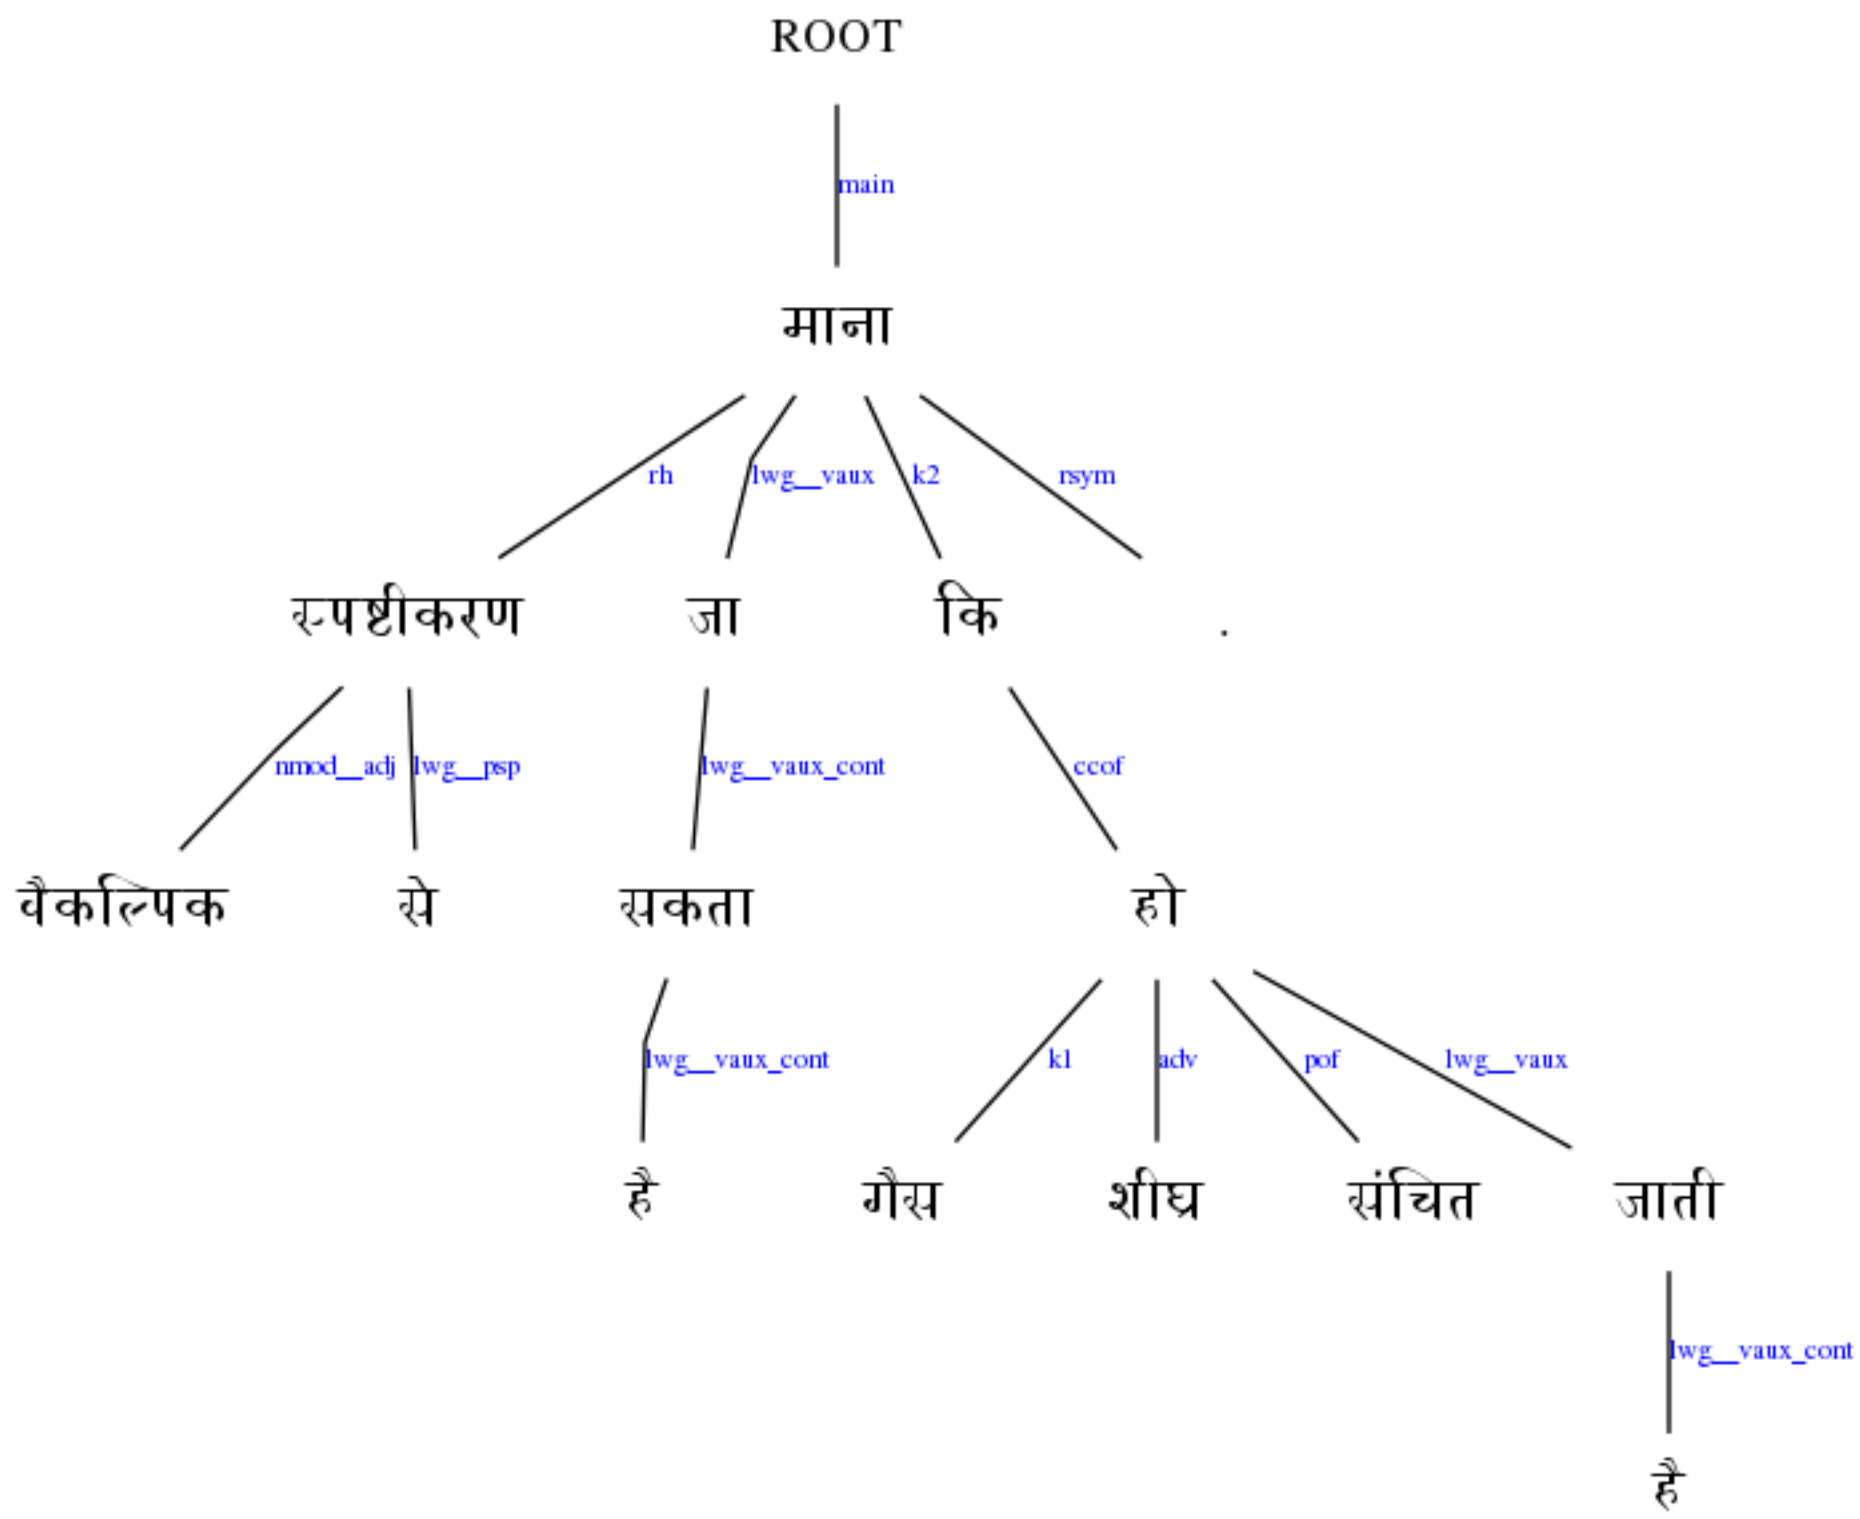 ROOT
main
माना
rh lwg__vaux k2 rsym
स्पष्टीकरण जा कि .
nmod__adj lwg__psp lwg__vaux_cont ccof
वैकल्पिक से सकता हो
lwg__vaux_cont k1 adv pof lwg__vaux
है गैस शीघ्र संचित जाती
lwg__vaux_cont
है